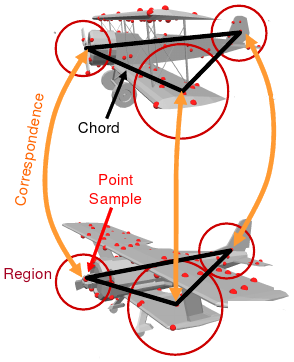 Chord
Correspondence
Point
Sample
Region